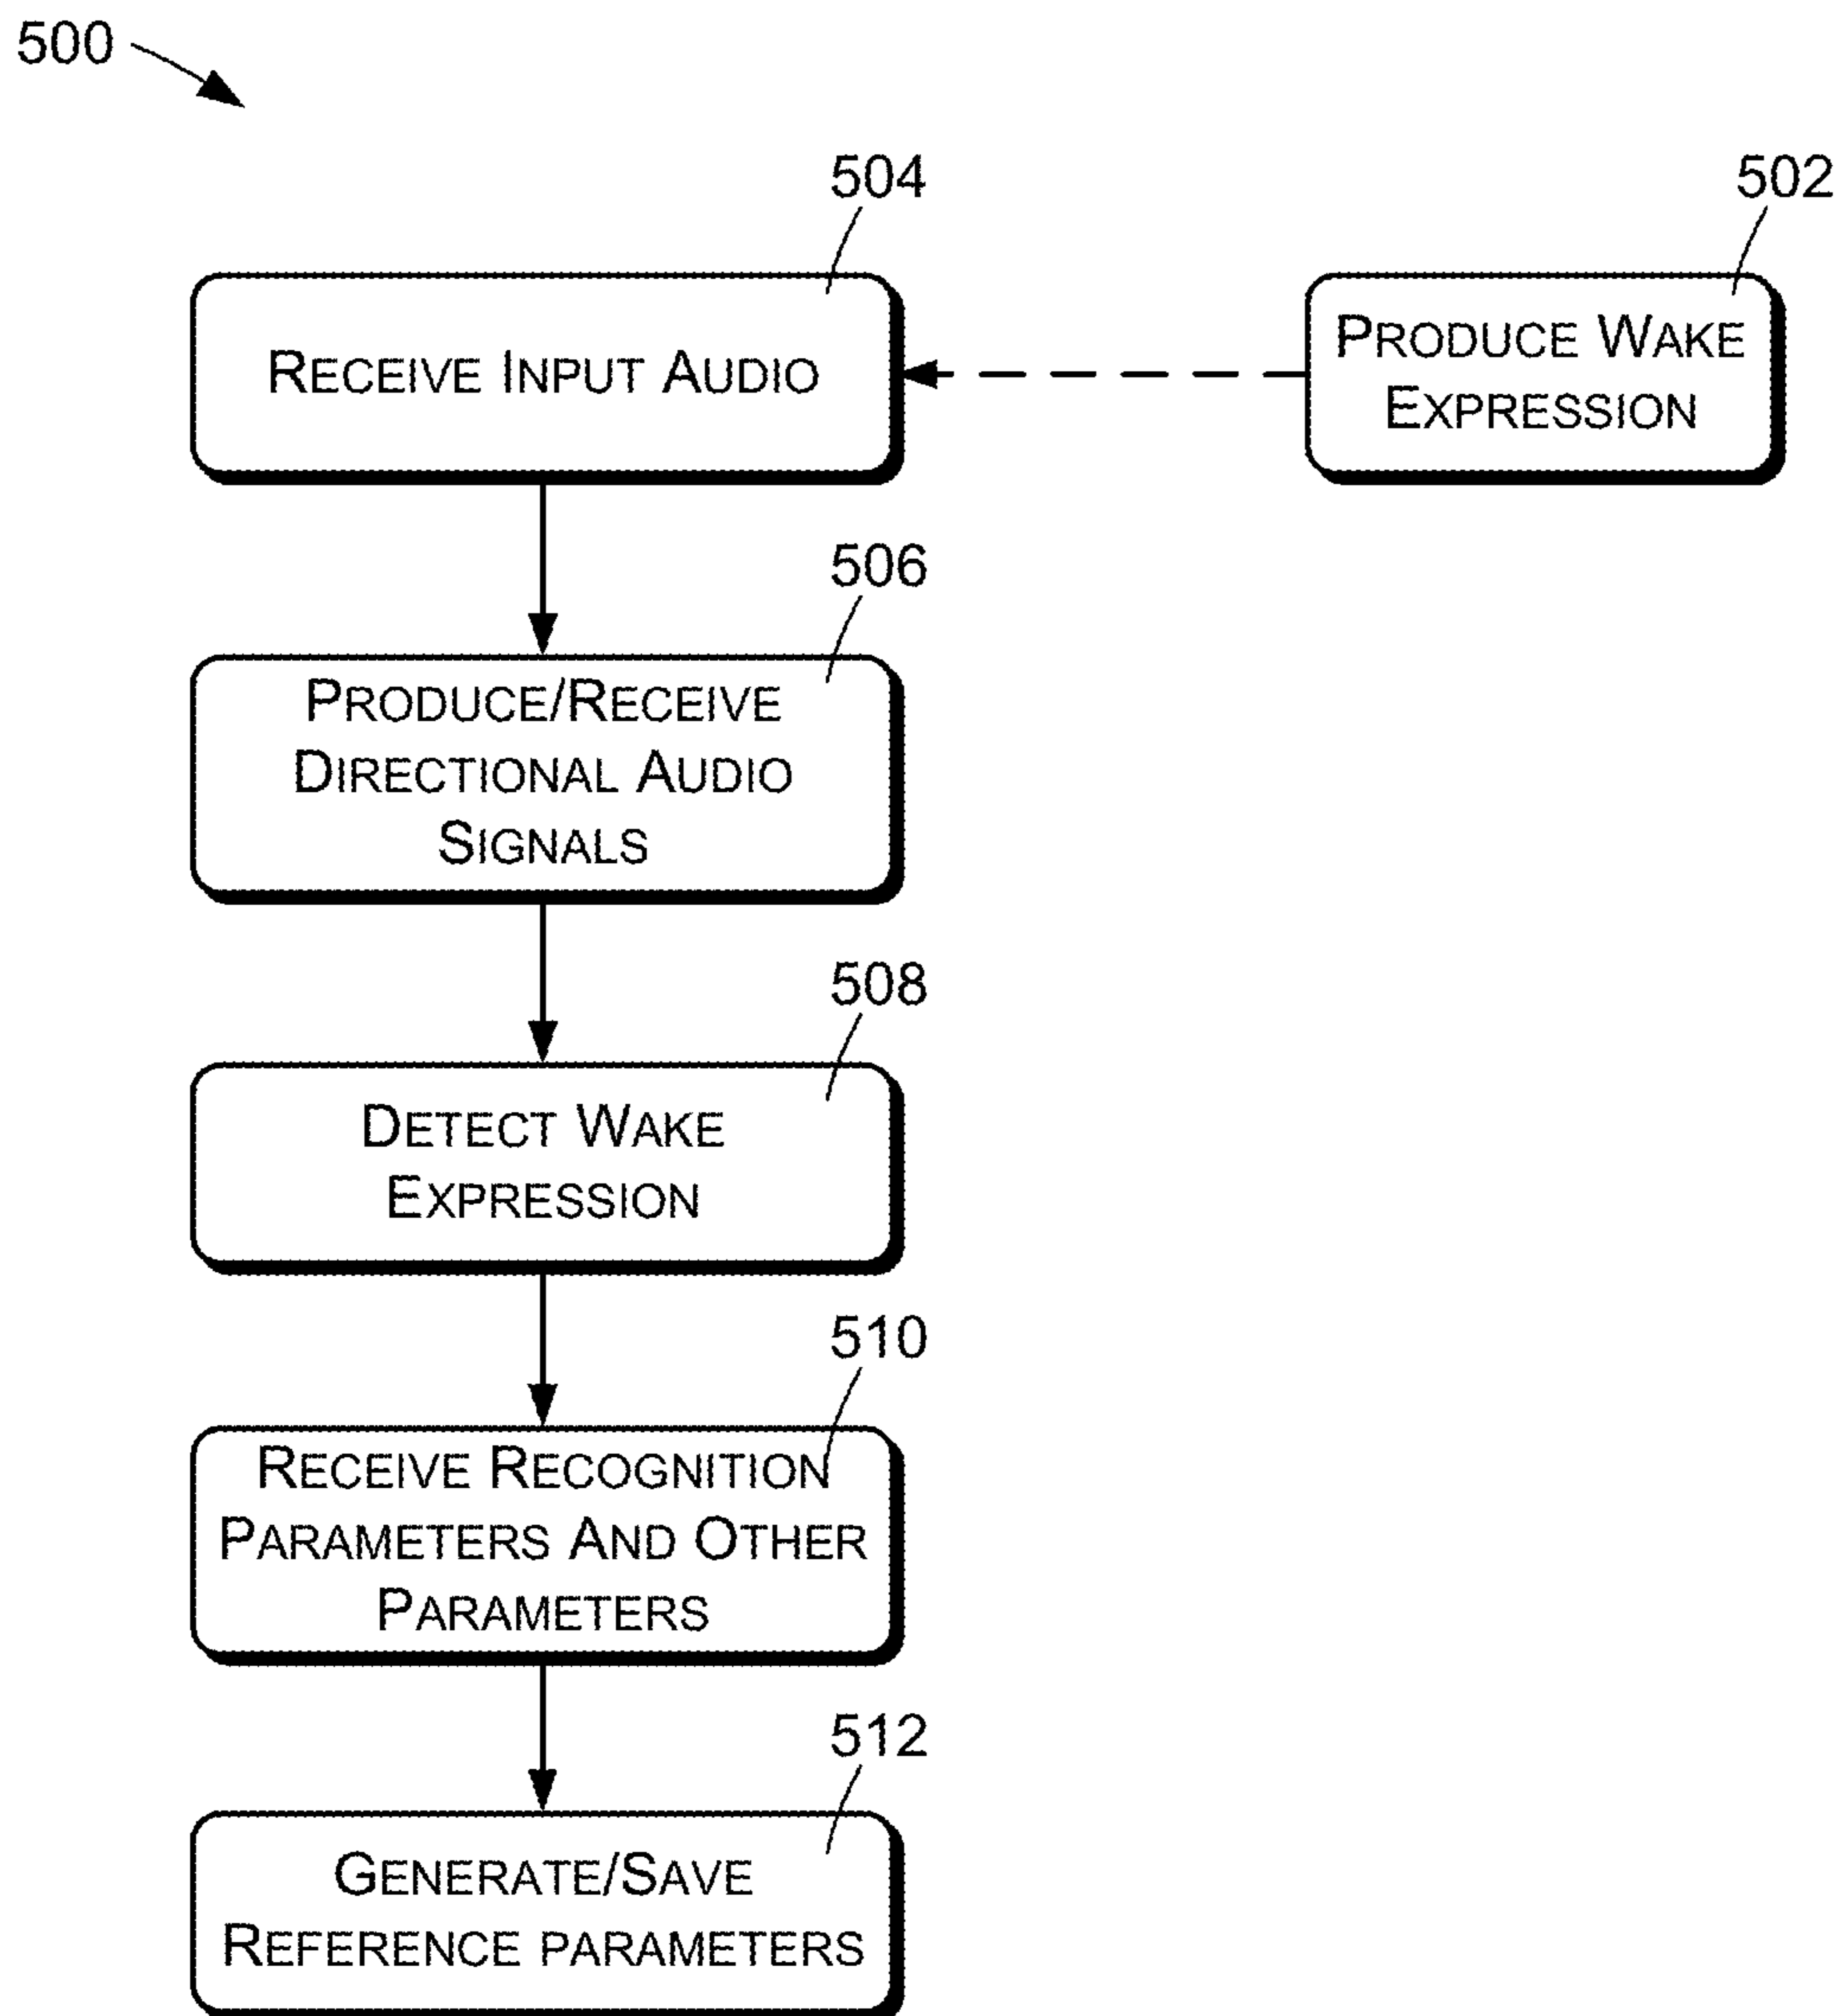 500
504
502
RECEIVE INPUT AUDIO
PRODUCE WAKE
EXPRESSION
506
PRODUCE/RECEIVE
DIRECTIONAL AUDIO
SIGNALS
508
DETECT WAKE
EXPRESSION
510
RECEIVE RECOGNITION
PARAMETERS AND OTHER
PARAMETERS
512
GENERATE/SAVE
REFERENCE PARAMETERS